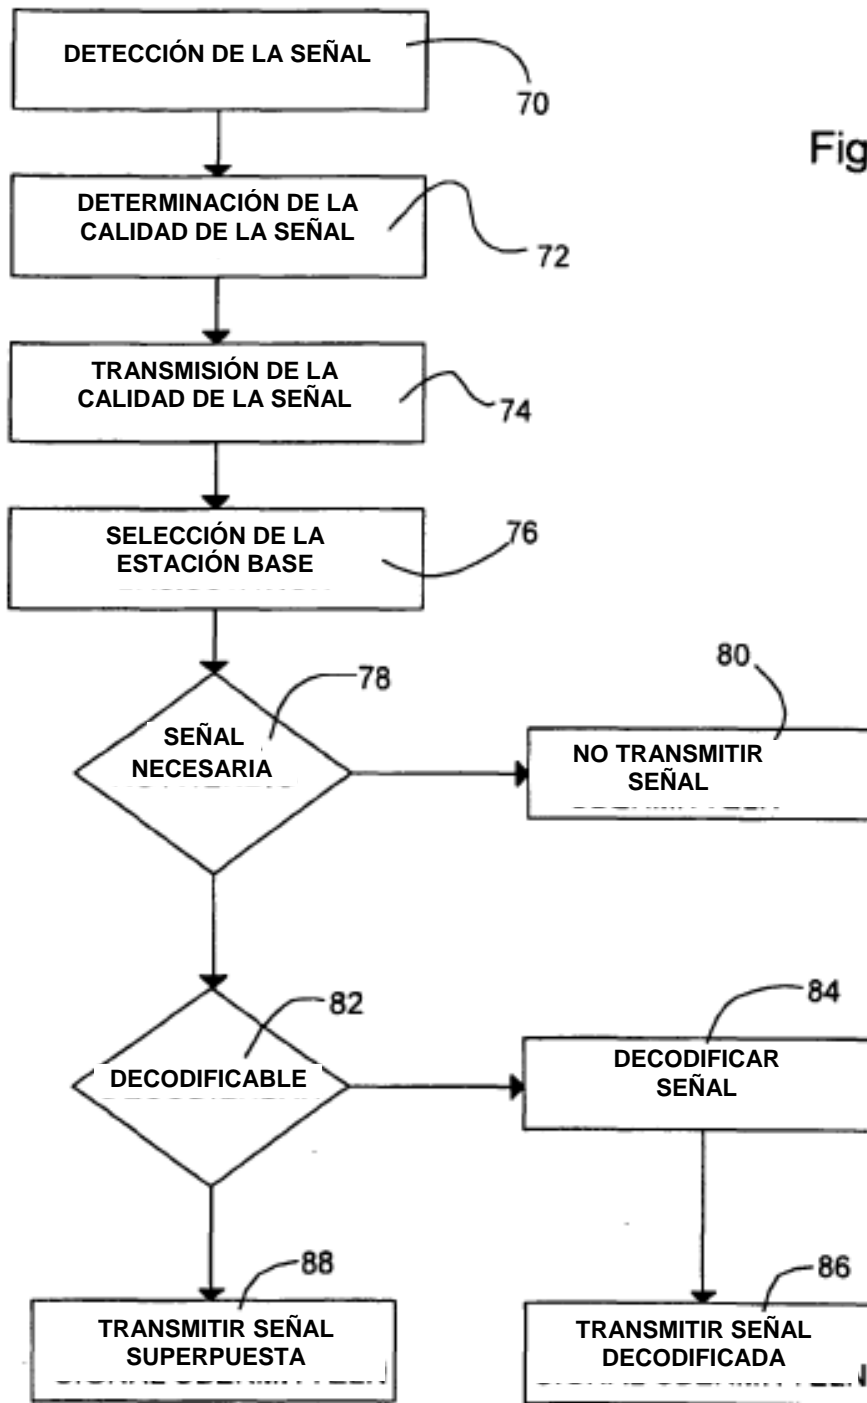 DETECCIÓN DE LA SEÑAL
70
Fig
DETERMINACIÓN DE LA
CALIDAD DE LA SEÑAL
72
TRANSMISIÓN DE LA
CALIDAD DE LA SEÑAL
74
SELECCIÓN DE LA
ESTACIÓN BASE
76
78
80
SEÑAL
NECESARIA
NO TRANSMITIR
SEÑAL
82
84
DECODIFICABLE
DECODIFICAR
SEÑAL
88
86
TRANSMITIR SEÑAL
SUPERPUESTA
TRANSMITIR SEÑAL
DECODIFICADA